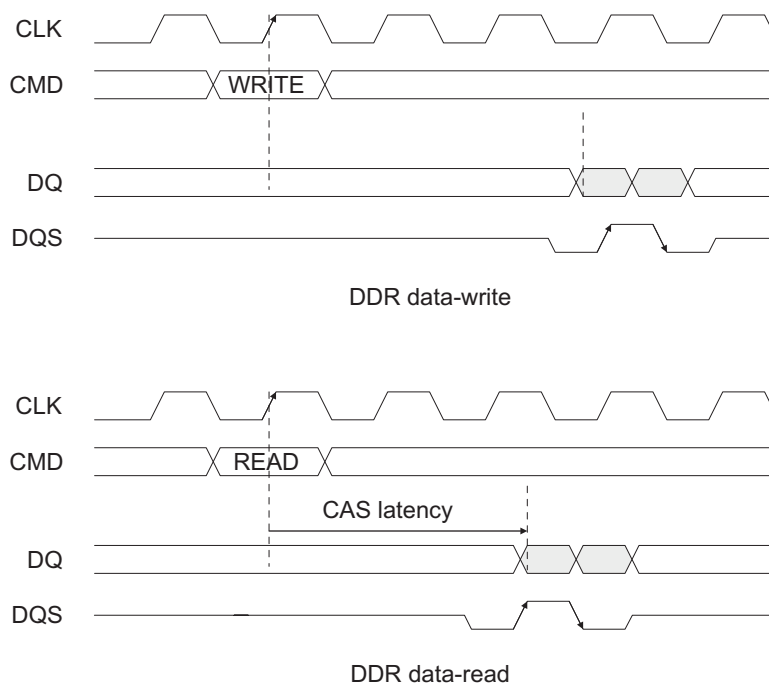 CLK
CMD WRITE
DQ
DQS
DDR data-write
CLK
CMD READ
CAS latency
DQ
DQS
DDR data-read